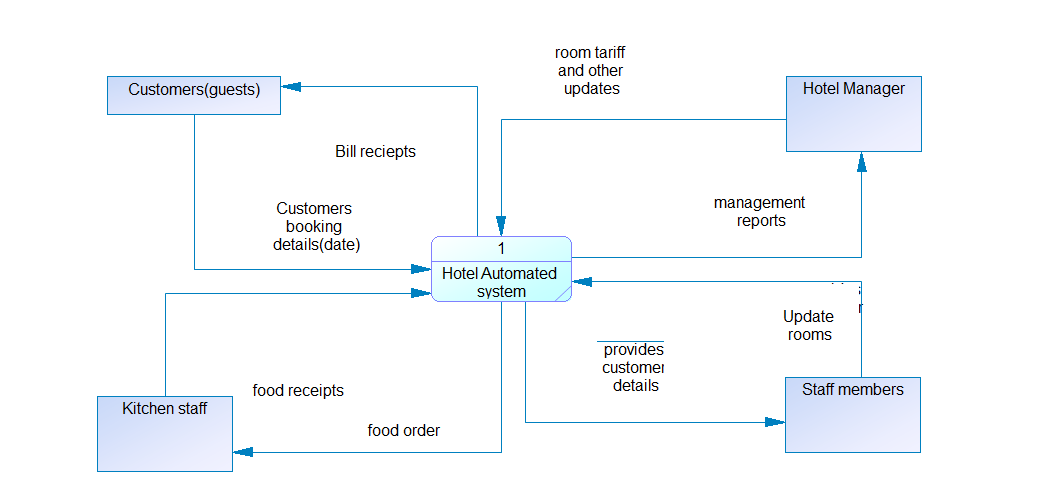 room tariff
and other
updates
Customers(guests)
Hotel Manager
Bill reciepts
management
reports
Customers
booking
details(date)
1
Hotel Automated
system
Update
rooms
provides
customer
details
food receipts
Kitchen staff
food order
Staff members